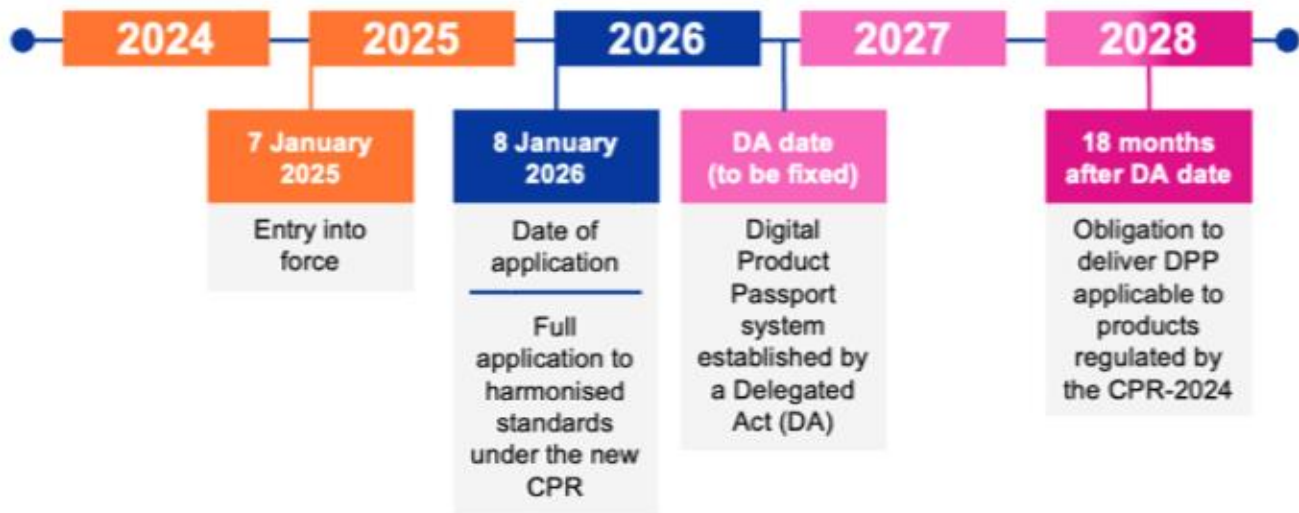 2024
2025
2026
2027
2028
7 January
2025
Entry into
force
8 January
2026
Date of
application
Full
application to
harmonised
standards
under the new
CPR
DA date
(to be fixed)
Digital
Product
Passport
system
established by
a Delegated
Act (DA)
18 months
after DA date
Obligation to
deliver DPP
applicable to
products
regulated by
the CPR-2024